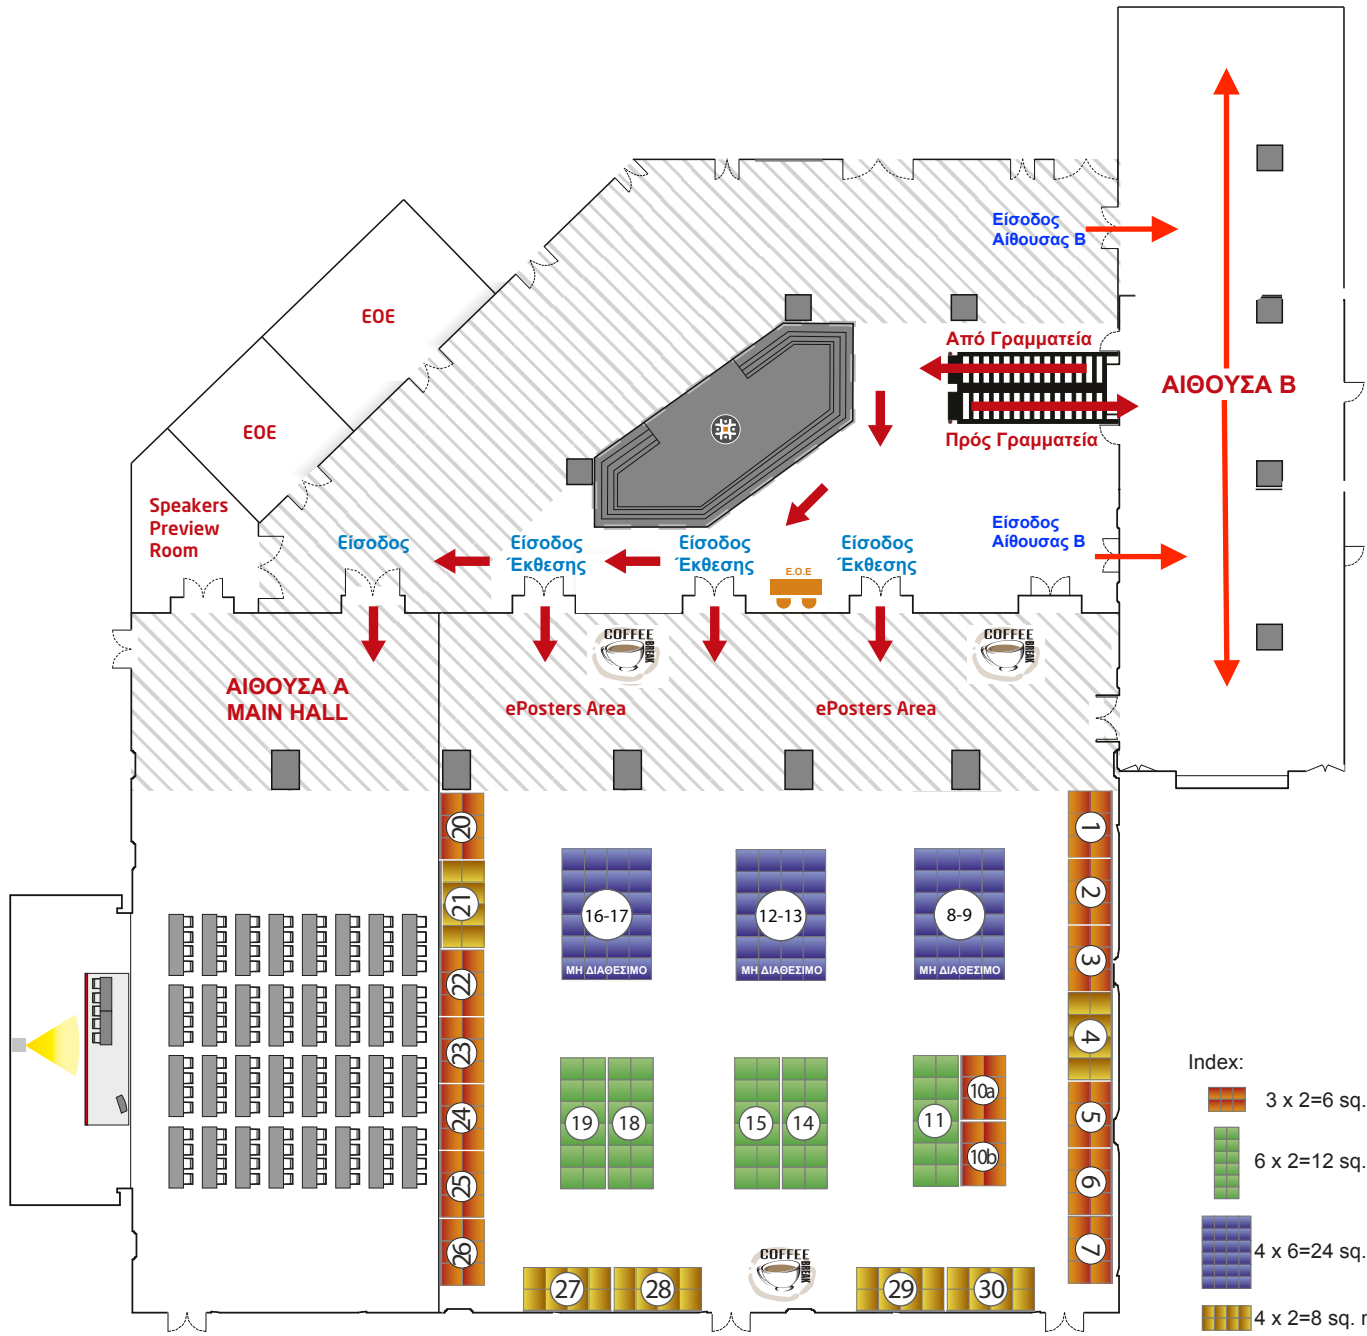 Είσοδος
Αίθουσας Β
ΕΟΕ
Από Γραμματεία
ΑΙΘΟΥΣΑ Β
ΕΟΕ
Πρός Γραμματεία
Speakers
Preview
Room
Είσοδος
Είσοδος
Έκθεσης
Είσοδος
Έκθεσης
Είσοδος
Έκθεσης
Είσοδος
Αίθουσας Β
Ε.Ο.Ε
COFFEE
BREAK
COFFEE
BREAK
ΑΙΘΟΥΣΑ Α
MAIN HALL
ePosters Area
ePosters Area
20
21
22
23
24
25
26
16-17
ΜΗ ΔΙΑΘΕΣΙΜΟ
12-13
ΜΗ ΔΙΑΘΕΣΙΜΟ
8-9
ΜΗ ΔΙΑΘΕΣΙΜΟ
1
2
3
4
5
6
7
19
18
15
14
11
10a
10b
27
28
COFFEE
BREAK
29
30
Index:
3 x 2=6 sq.
6 x 2=12 sq.
4 x 6=24 sq.
4 x 2=8 sq.